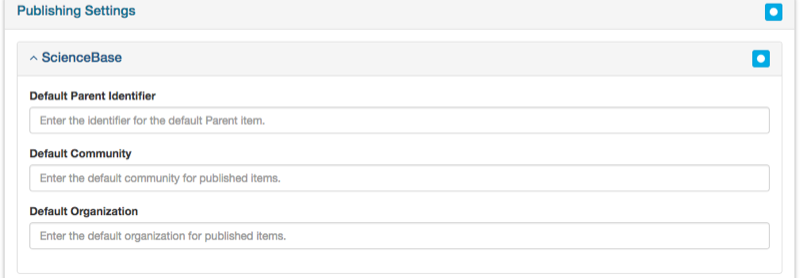 Publishing Settings
ScienceBase
Default Parent Identifier
Enter the identifier for the default Parent item.
Default Community
Enter the default community for published items.
Default Organization
Enter the default organization for published items.